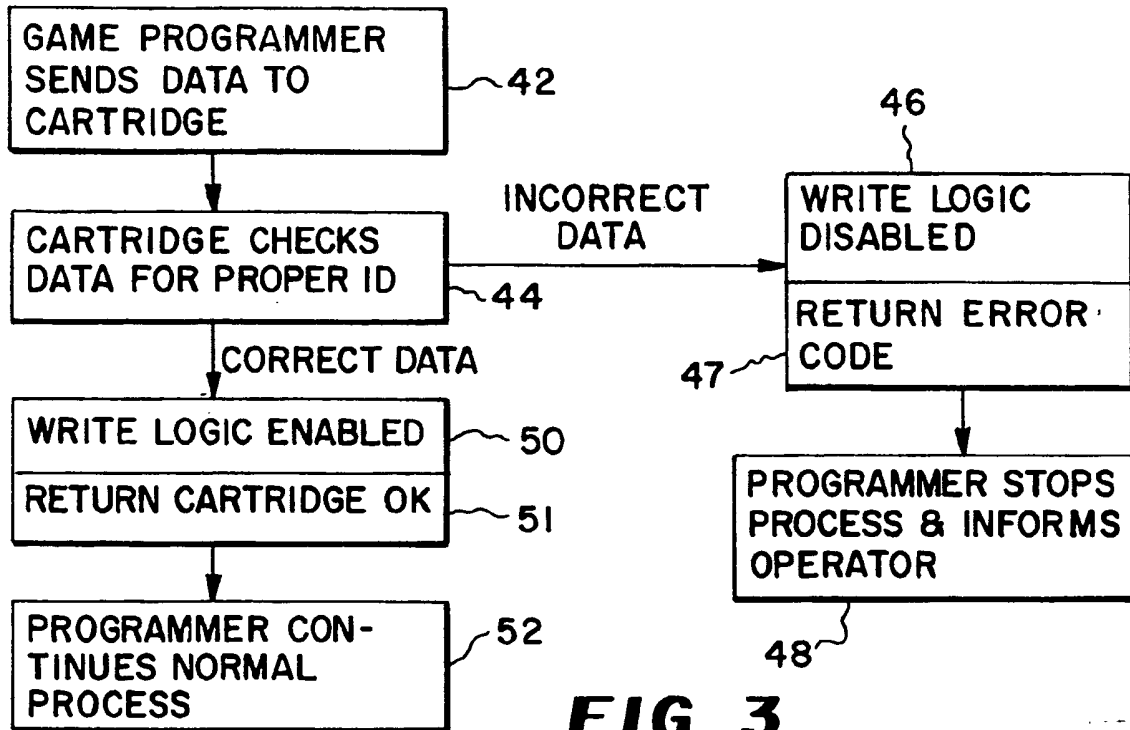 GAME PROGRAMMER
SENDS DATA TO
CARTRIDGE
42
CARTRIDGE CHECKS
DATA FOR PROPER ID
44
INCORRECT
DATA
46
WRITE LOGIC
DISABLED
RETURN ERROR
CODE
47
CORRECT DATA
WRITE LOGIC ENABLED
50
RETURN CARTRIDGE OK
51
PROGRAMMER STOPS
PROCESS & INFORMS
OPERATOR
48
PROGRAMMER CON-
TINUES NORMAL
PROCESS
52
FIG 3